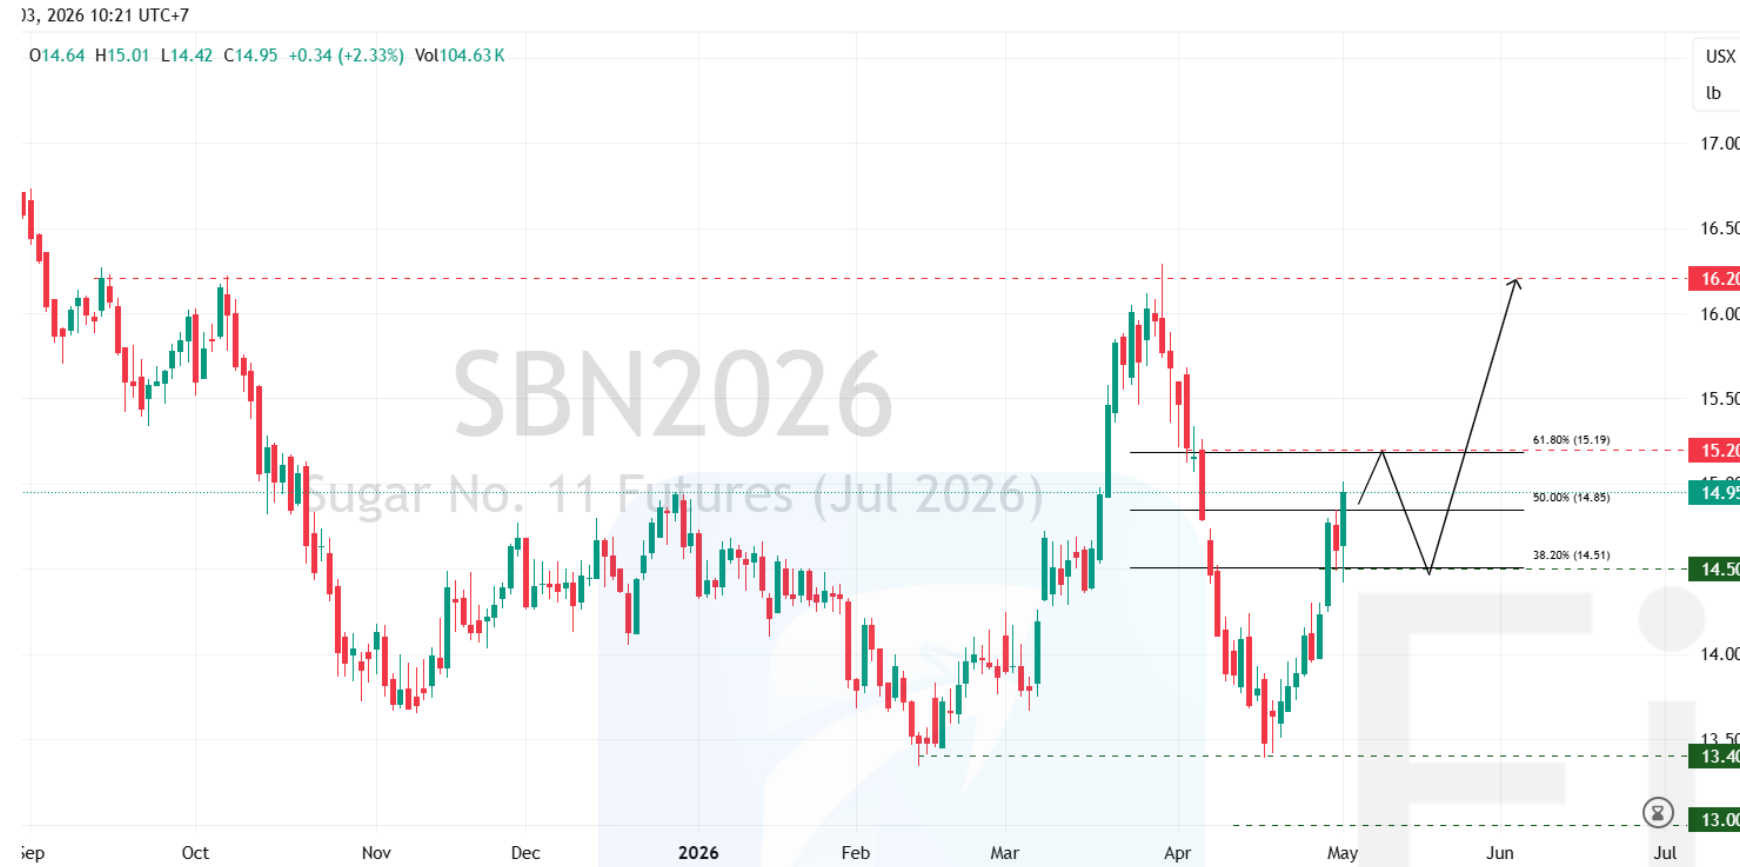 03, 2026 10:21 UTC+7
O14.64 H15.01 L14.42 C14.95 +0.34 (+2.33%) Vol104.63 K
USX
lb
17.00
16.50
16.20
16.00
SBN2026
15.50
61.80% (15.19)
15.20
Sugar No. 11 Futures (Jul 2026)
14.95
50.00% (14.85)
38.20% (14.51)
14.50
Fi
14.00
13.50
13.40
13.00
Sep Oct Nov Dec 2026 Feb Mar Apr May Jun Jul